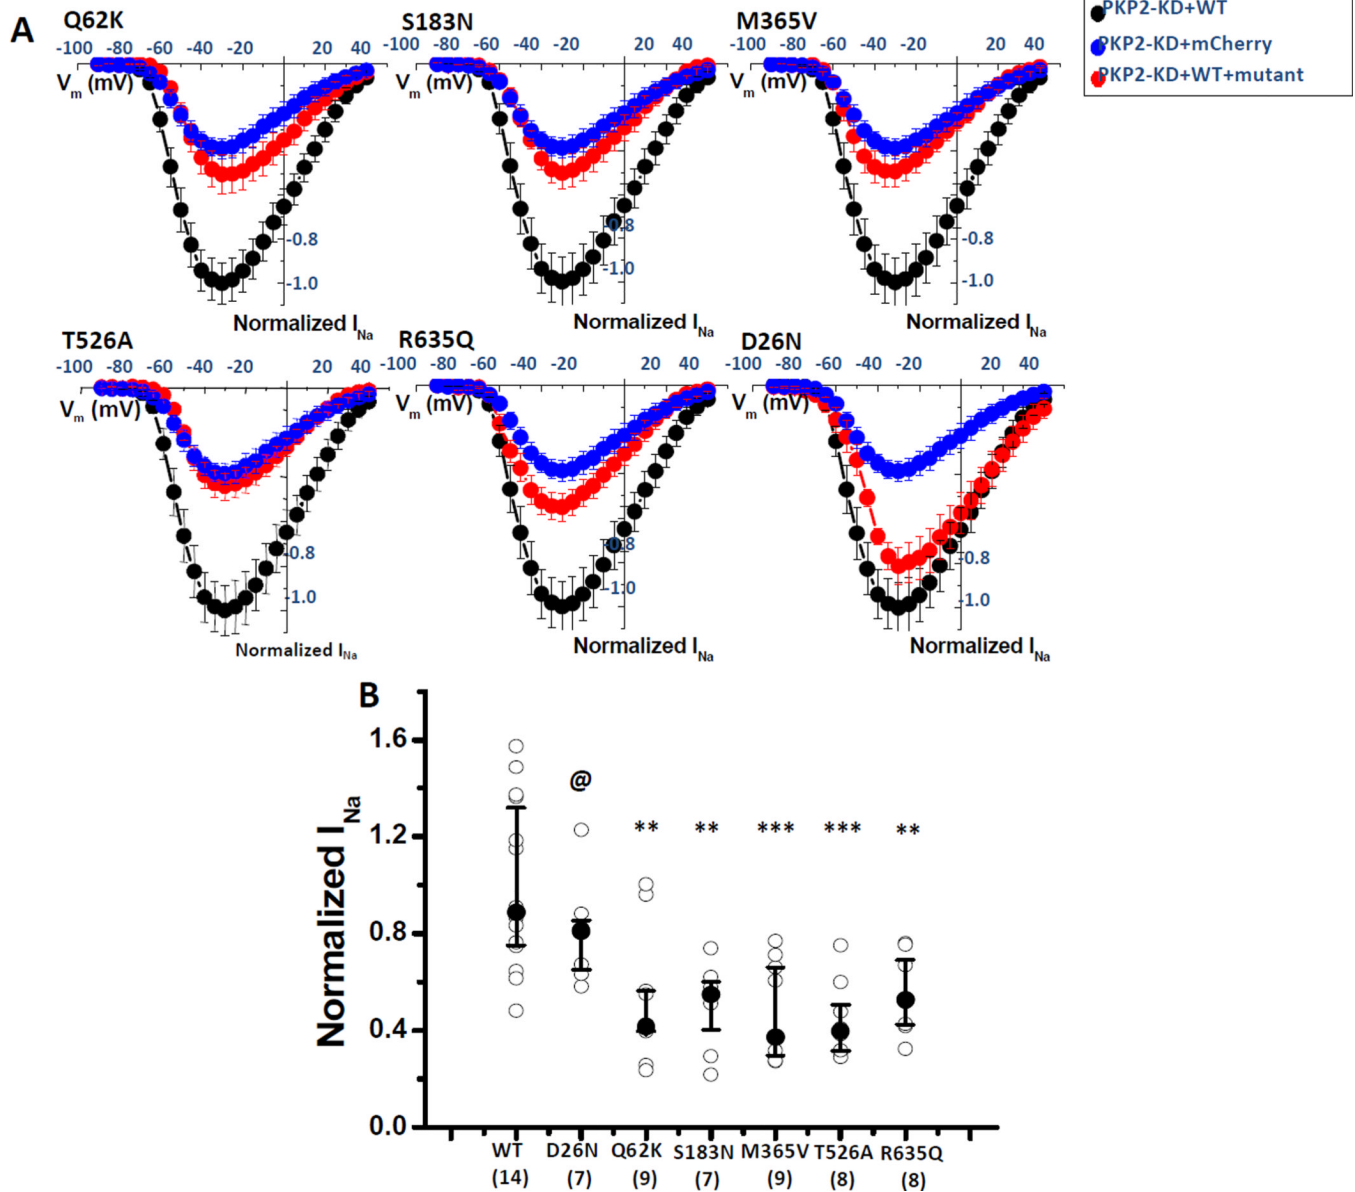 A
PKP2-KD+WT
PKP2-KD+mCherry
PKP2-KD+WT+mutant
Q62K
-100 -80 -60 -40 -20 20 40
Vm (mV)
-0.8
-1.0
Normalized INa
S183N
-100 -80 -60 -40 -20 20 40
Vm (mV)
-0.8
-1.0
Normalized INa
M365V
-100 -80 -60 -40 -20 20 40
Vm (mV)
-0.8
-1.0
Normalized INa
T526A
-100 -80 -60 -40 -20 20 40
Vm (mV)
-0.8
-1.0
Normalized INa
R635Q
-100 -80 -60 -40 -20 20 40
Vm (mV)
-0.8
-1.0
Normalized INa
D26N
-100 -80 -60 -40 -20 20 40
Vm (mV)
-0.8
-1.0
Normalized INa
B
Normalized INa
1.6
1.2
0.8
0.4
0.0
@ ** ** *** *** **
WT D26N Q62K S183N M365V T526A R635Q
(14) (7) (9) (7) (9) (8) (8)